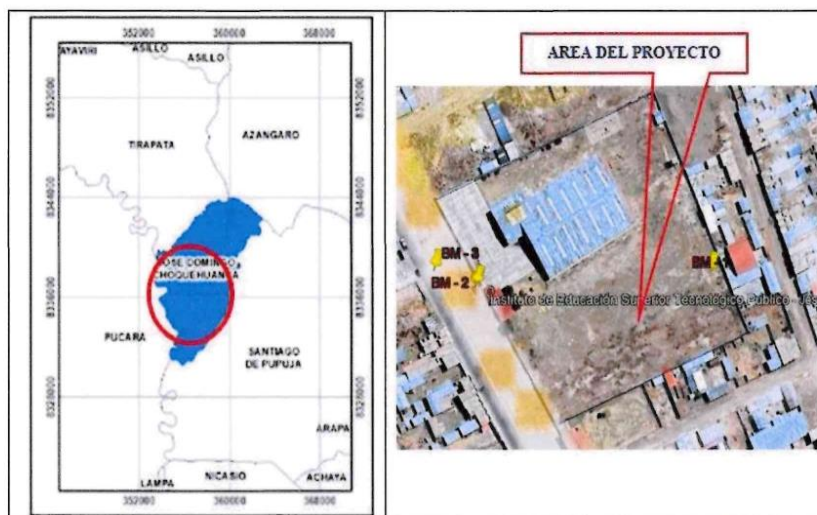 352000 360000 368000
AYAVIRI
ASILLO
ASILLO
8352000
8352000
TIRAPATA
AZANGARO
8344000
8344000
JOSE DOMINGO
CHOQUEHUANCA
8336000
8336000
PUCARA
SANTIAGO
DE PUPUJA
8328000
8328000
ARAPA
LAMPA
NICASIO
ACHAYA
352000 360000 368000
AREA DEL PROYECTO
BM - 3
BM - 2
BM
Instituto de Educación Superior Tecnológico Público - Jos